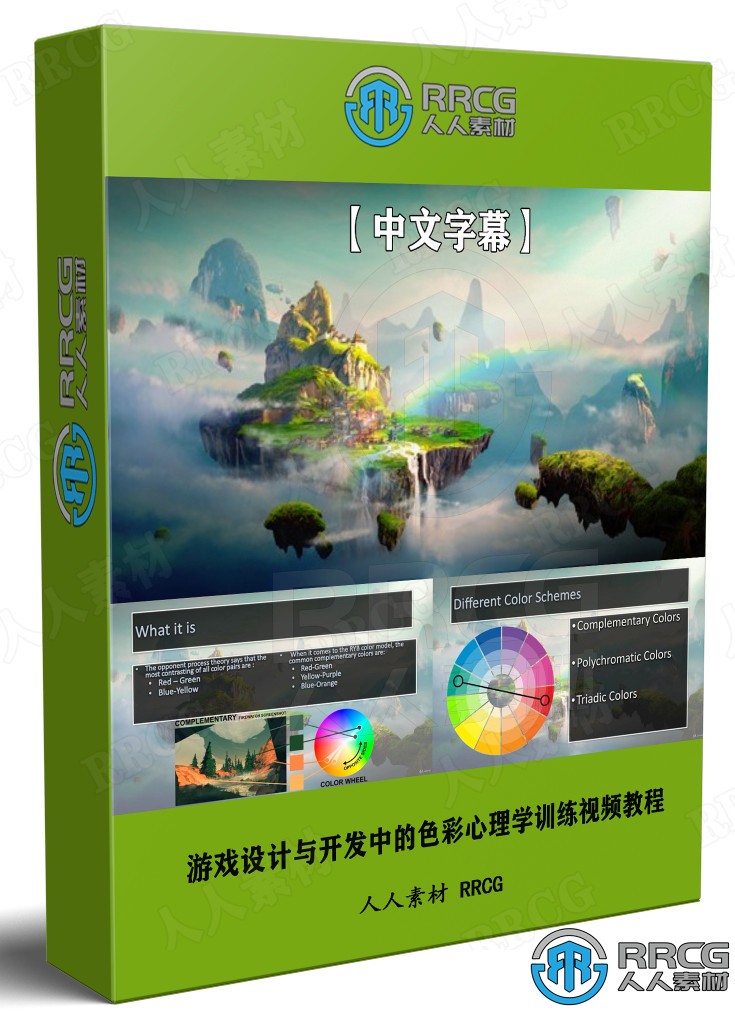 RRCG
人人素材
RRCG
人人素材
【中文字幕】
What it is
• The opponent process theory says that the
most contrasting of all color pairs are :
• Red – Green
• Blue-Yellow
• When it comes to the RYB color model, the
common complementary colors are:
• Red-Green
• Yellow-Purple
• Blue-Orange
COMPLEMENTARY
OPPOSITE SIDES
COLOR WHEEL
Different Color Schemes
•Complementary Colors
•Polychromatic Colors
•Triadic Colors
游戏设计与开发中的色彩心理学训练视频教程
人人素材 RRCG
RRCG
人人素材